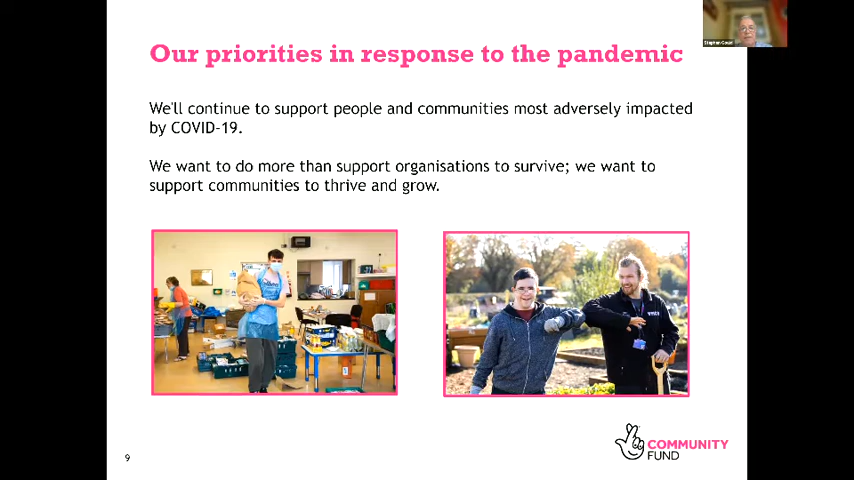 Our priorities in response to the pandemic
We'll continue to support people and communities most adversely impacted
by COVID-19.
We want to do more than support organisations to survive; we want to
support communities to thrive and grow.
COMMUNITY
FUND
9